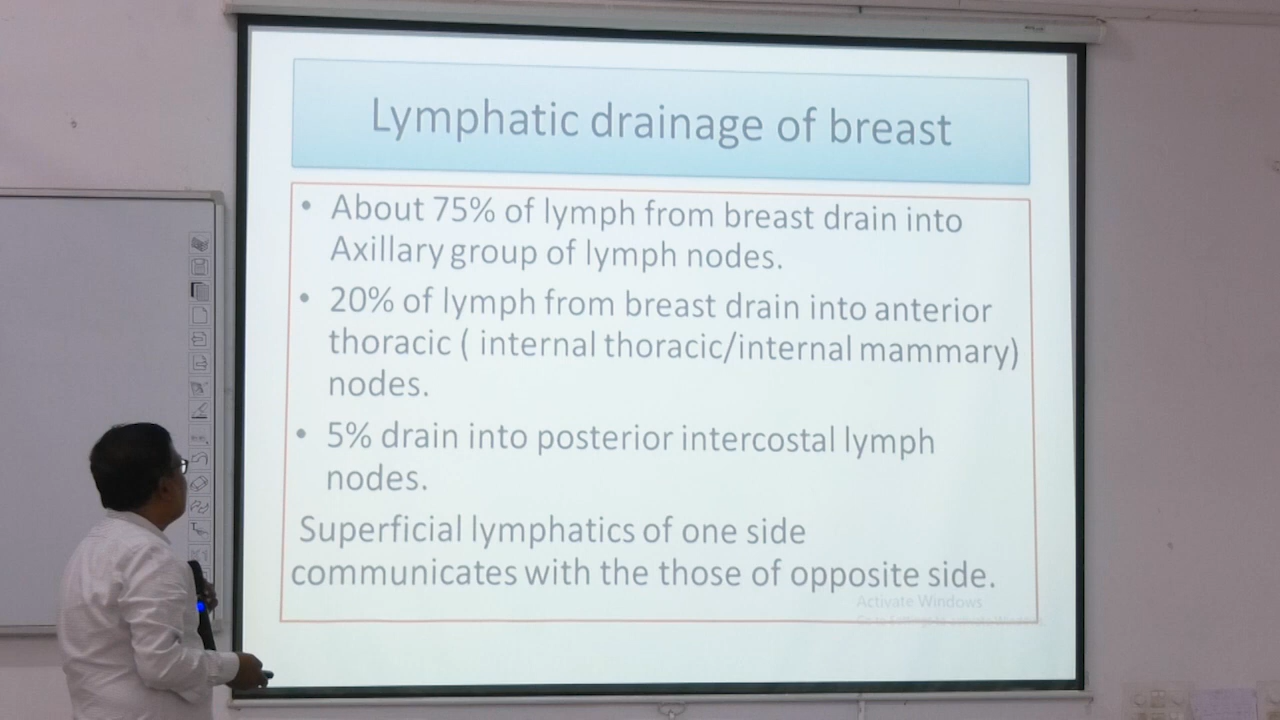 Lymphatic drainage of breast
• About 75% of lymph from breast drain into
Axillary group of lymph nodes.
• 20% of lymph from breast drain into anterior
thoracic ( internal thoracic/internal mammary)
nodes.
• 5% drain into posterior intercostal lymph
nodes.
Superficial lymphatics of one side
communicates with the those of opposite side.
Activate Windows